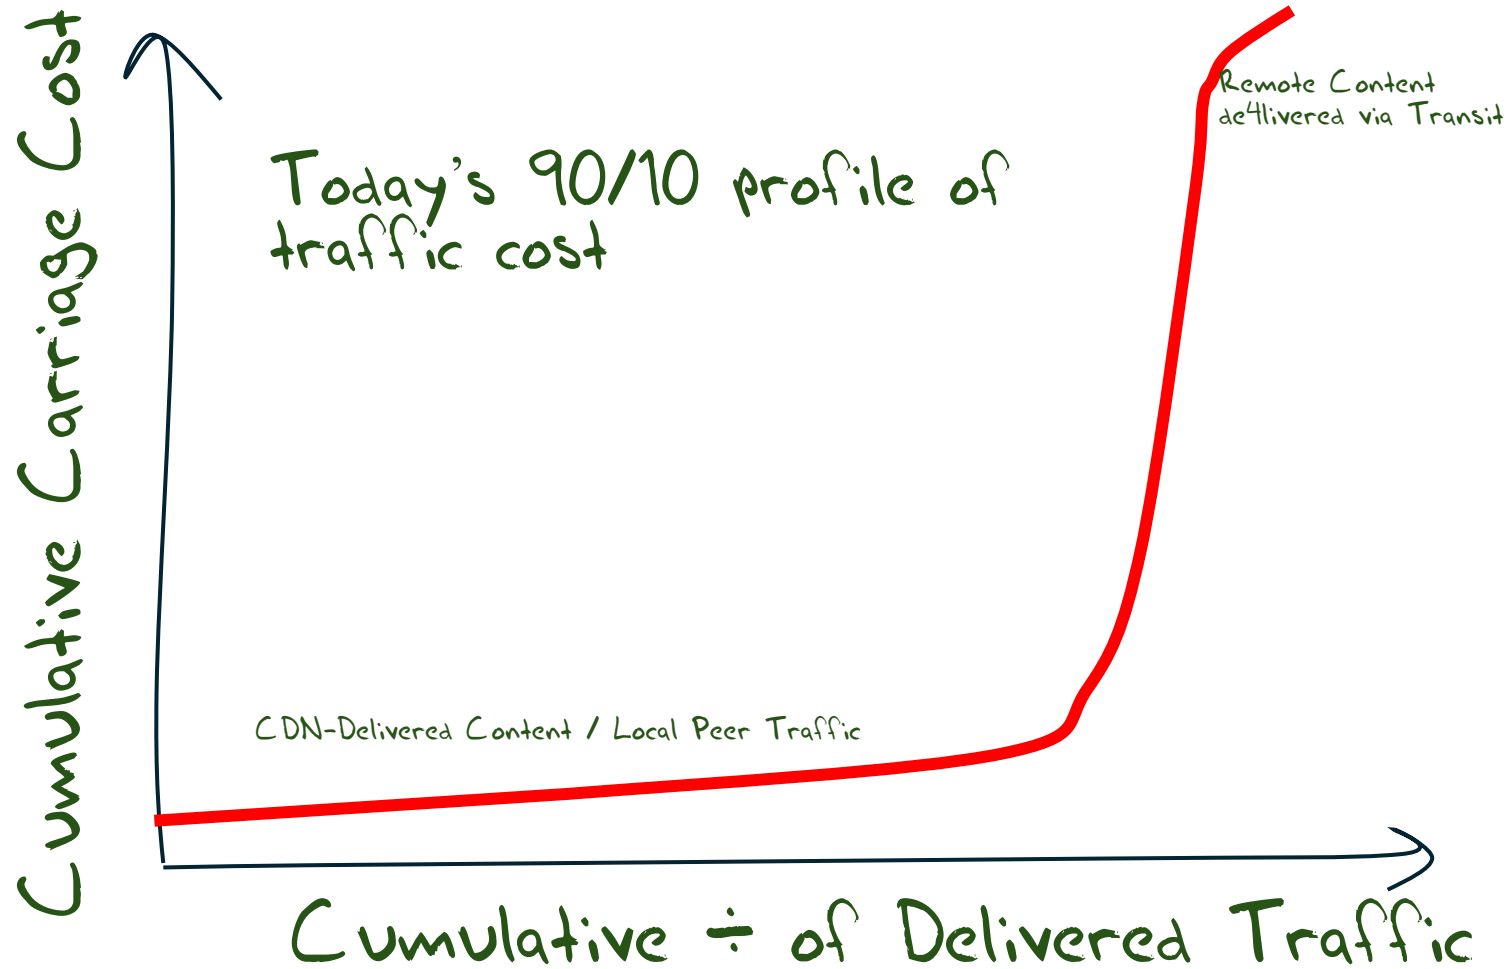 Cumulative Carriage Cost
Today's 90/10 profile of
traffic cost
Remote Content
de4livered via Transit
CDN-Delivered Content / Local Peer Traffic
Cumulative ÷ of Delivered Traffic